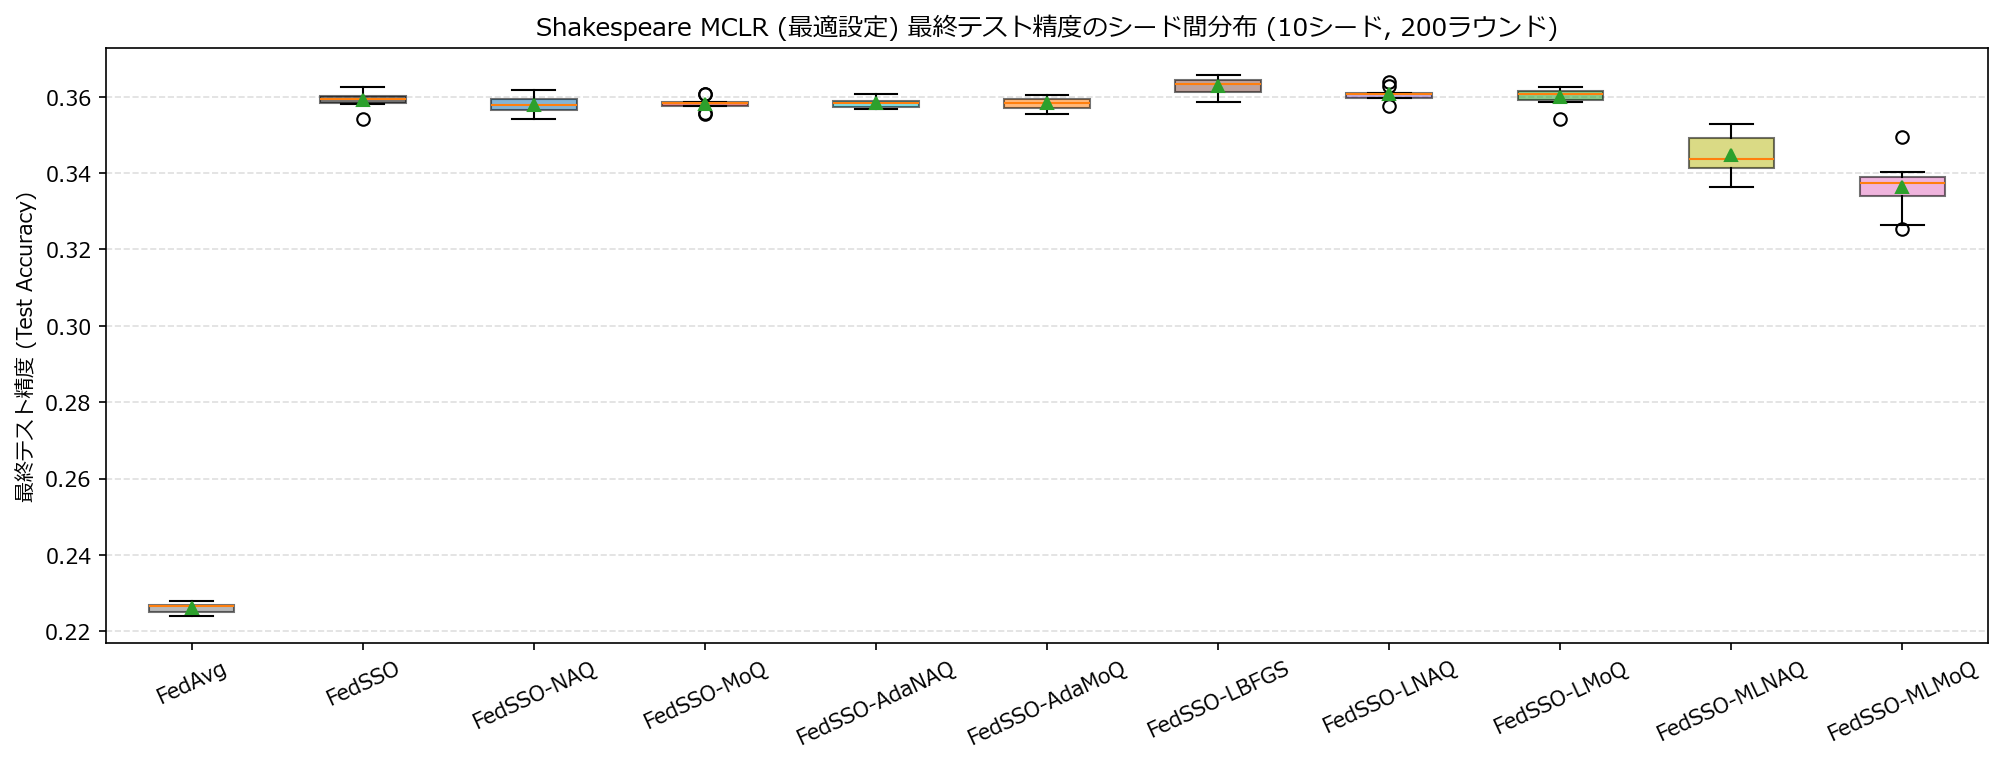 Shakespeare MCLR (最適設定) 最終テスト精度のシード間分布 (10シード, 200ラウンド)
最終テスト精度 (Test Accuracy)
0.36
0.34
0.32
0.30
0.28
0.26
0.24
0.22
FedAvg
FedSSO
FedSSO-NAQ
FedSSO-MoQ
FedSSO-AdaNAQ
FedSSO-AdaMoQ
FedSSO-LBFGS
FedSSO-LNAQ
FedSSO-LMoQ
FedSSO-MLNAQ
FedSSO-MLMoQ